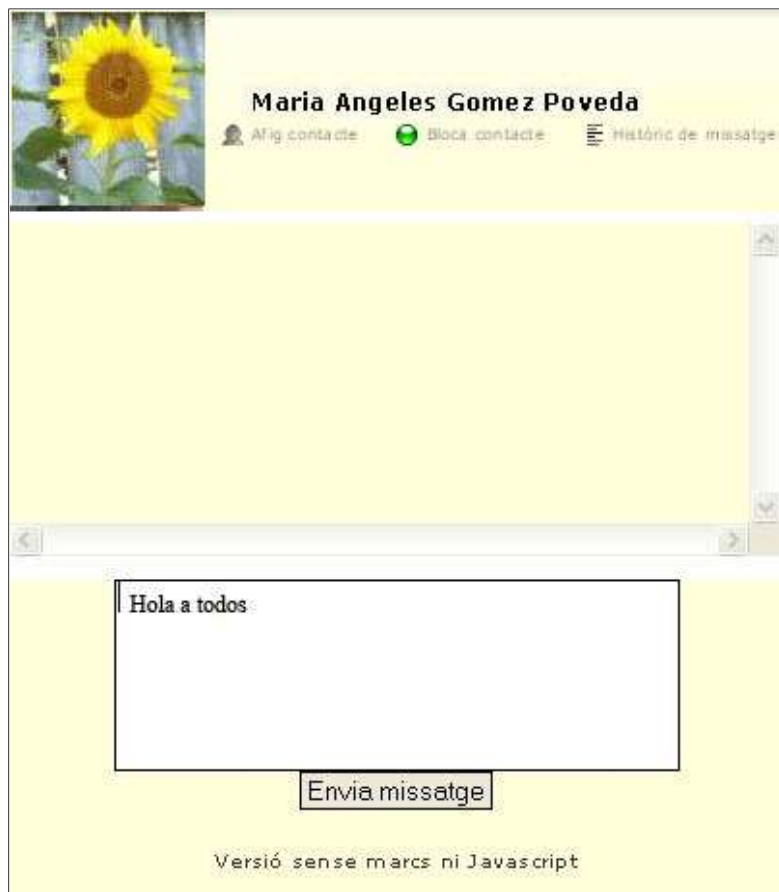 Maria Angeles Gomez Poveda
Afig contacte Bloca contacte Històric de missatge
Hola a todos
Envia missatge
Versió sense marcs ni Javascript